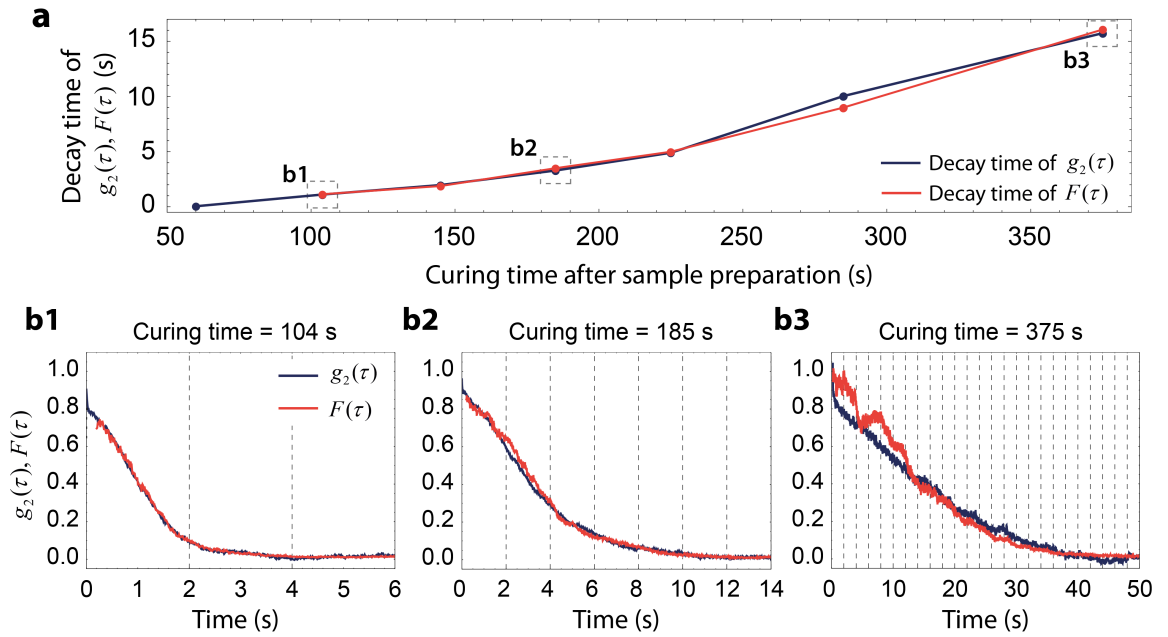 a
Decay time of
g₂(τ), F(τ) (s)
15
10
5
0
b1
b2
b3
Decay time of g₂(τ)
Decay time of F(τ)
50
100
150
200
250
300
350
Curing time after sample preparation (s)
b1
Curing time = 104 s
g₂(τ), F(τ)
1.0
0.8
0.6
0.4
0.2
0.0
g₂(τ)
F(τ)
0 1 2 3 4 5 6
Time (s)
b2
Curing time = 185 s
1.0
0.8
0.6
0.4
0.2
0.0
0 2 4 6 8 10 12 14
Time (s)
b3
Curing time = 375 s
1.0
0.8
0.6
0.4
0.2
0.0
0 10 20 30 40 50
Time (s)